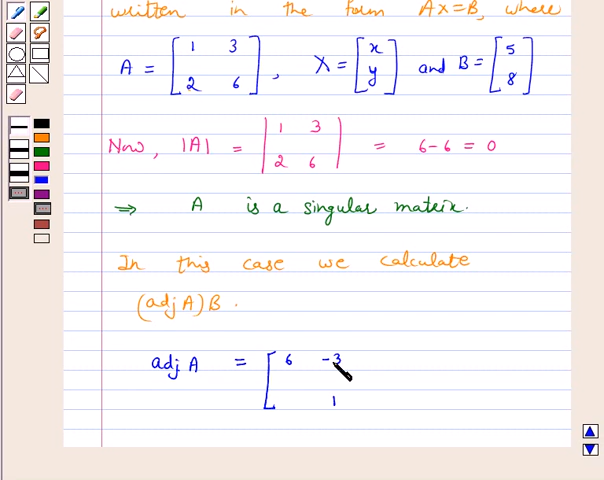 written in the form AX=B, where
A = [1 3 2 6], X = [x y] and B = [5 8]
Now, |A| = |1 3 2 6| = 6-6 = 0
⇒ A is a singular matrix.
In this case we calculate
(adj A) B.
adj A = [6 -3 1